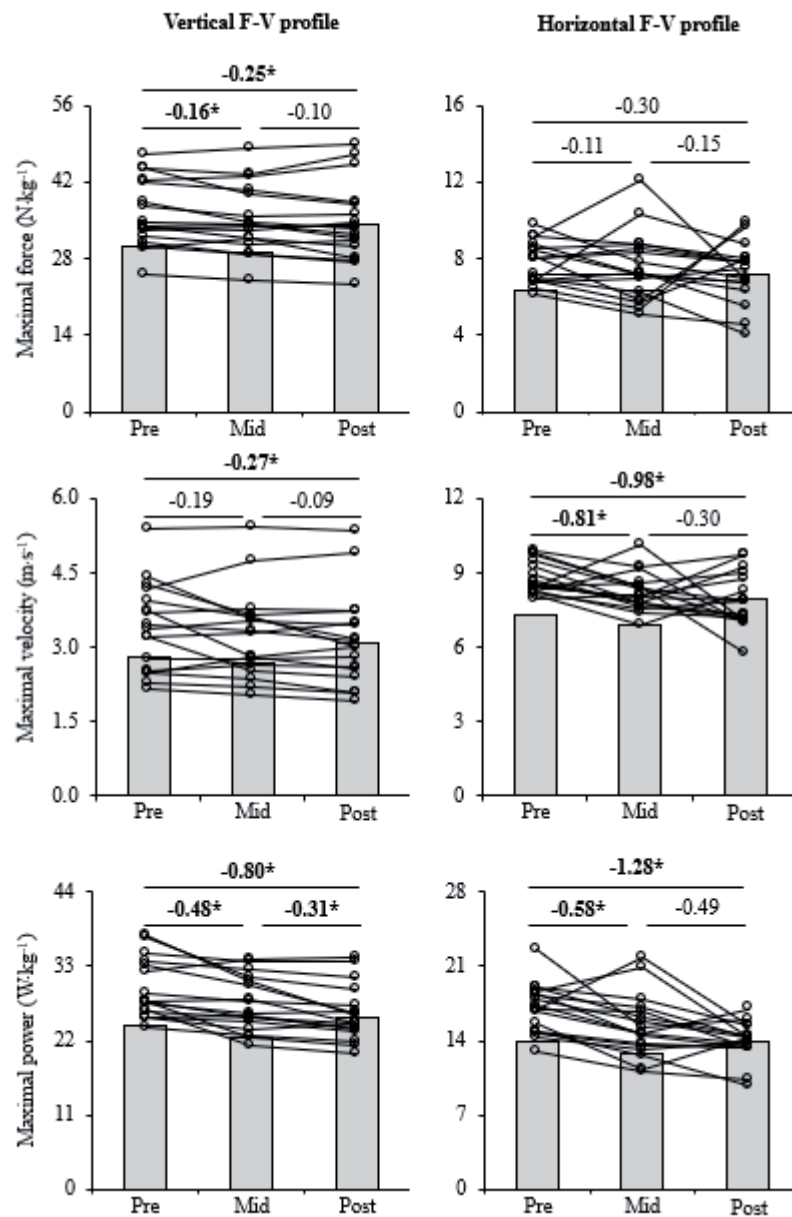 Vertical F-V profile
Horizontal F-V profile
Maximal force (N·kg⁻¹)
-0.25*
-0.16*
-0.10
56
42
28
14
0
Pre
Mid
Post
-0.30
-0.11
-0.15
16
12
8
4
0
Pre
Mid
Post
Maximal velocity (m·s⁻¹)
-0.27*
-0.19
-0.09
6.0
4.5
3.0
1.5
0.0
Pre
Mid
Post
-0.98*
-0.81*
-0.30
12
9
6
3
0
Pre
Mid
Post
Maximal power (W·kg⁻¹)
-0.80*
-0.48*
-0.31*
44
33
22
11
0
Pre
Mid
Post
-1.28*
-0.58*
-0.49
28
21
14
7
0
Pre
Mid
Post